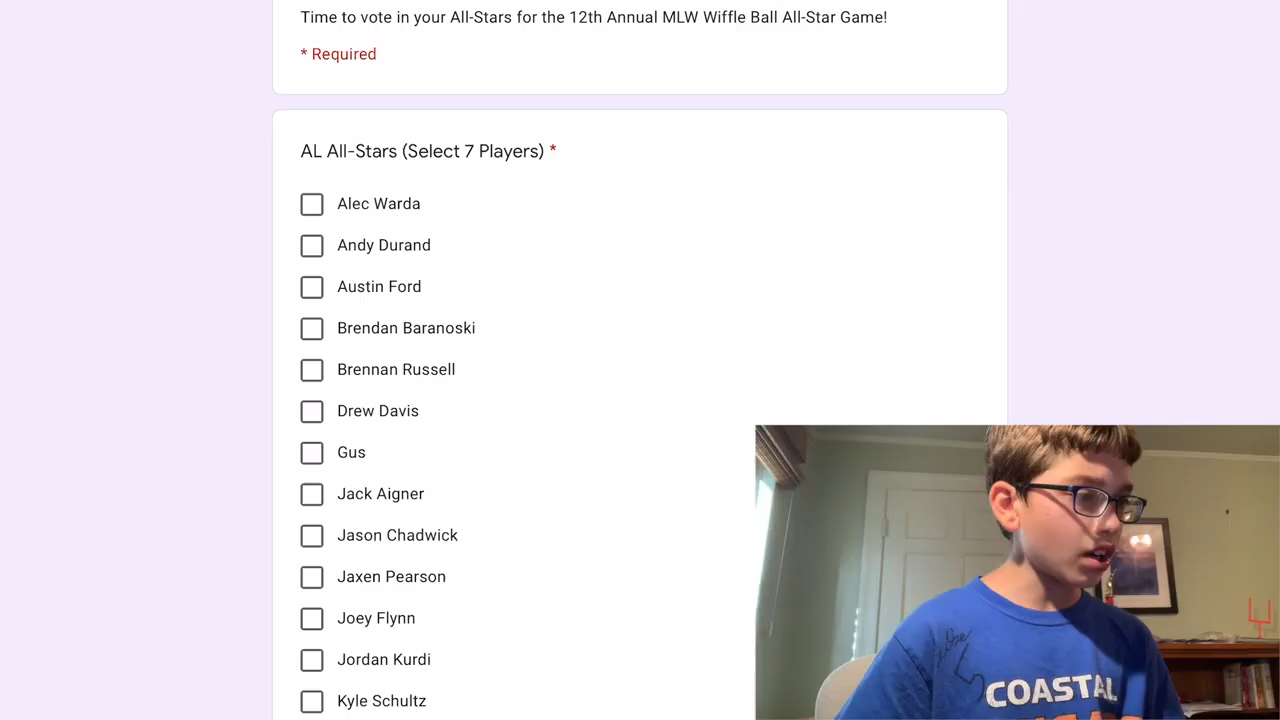 Time to vote in your All-Stars for the 12th Annual MLW Wiffle Ball All-Star Game!
* Required
AL All-Stars (Select 7 Players) *
Alec Warda
Andy Durand
Austin Ford
Brendan Baranoski
Brennan Russell
Drew Davis
Gus
Jack Aigner
Jason Chadwick
Jaxen Pearson
Joey Flynn
Jordan Kurdi
Kyle Schultz
COASTAL